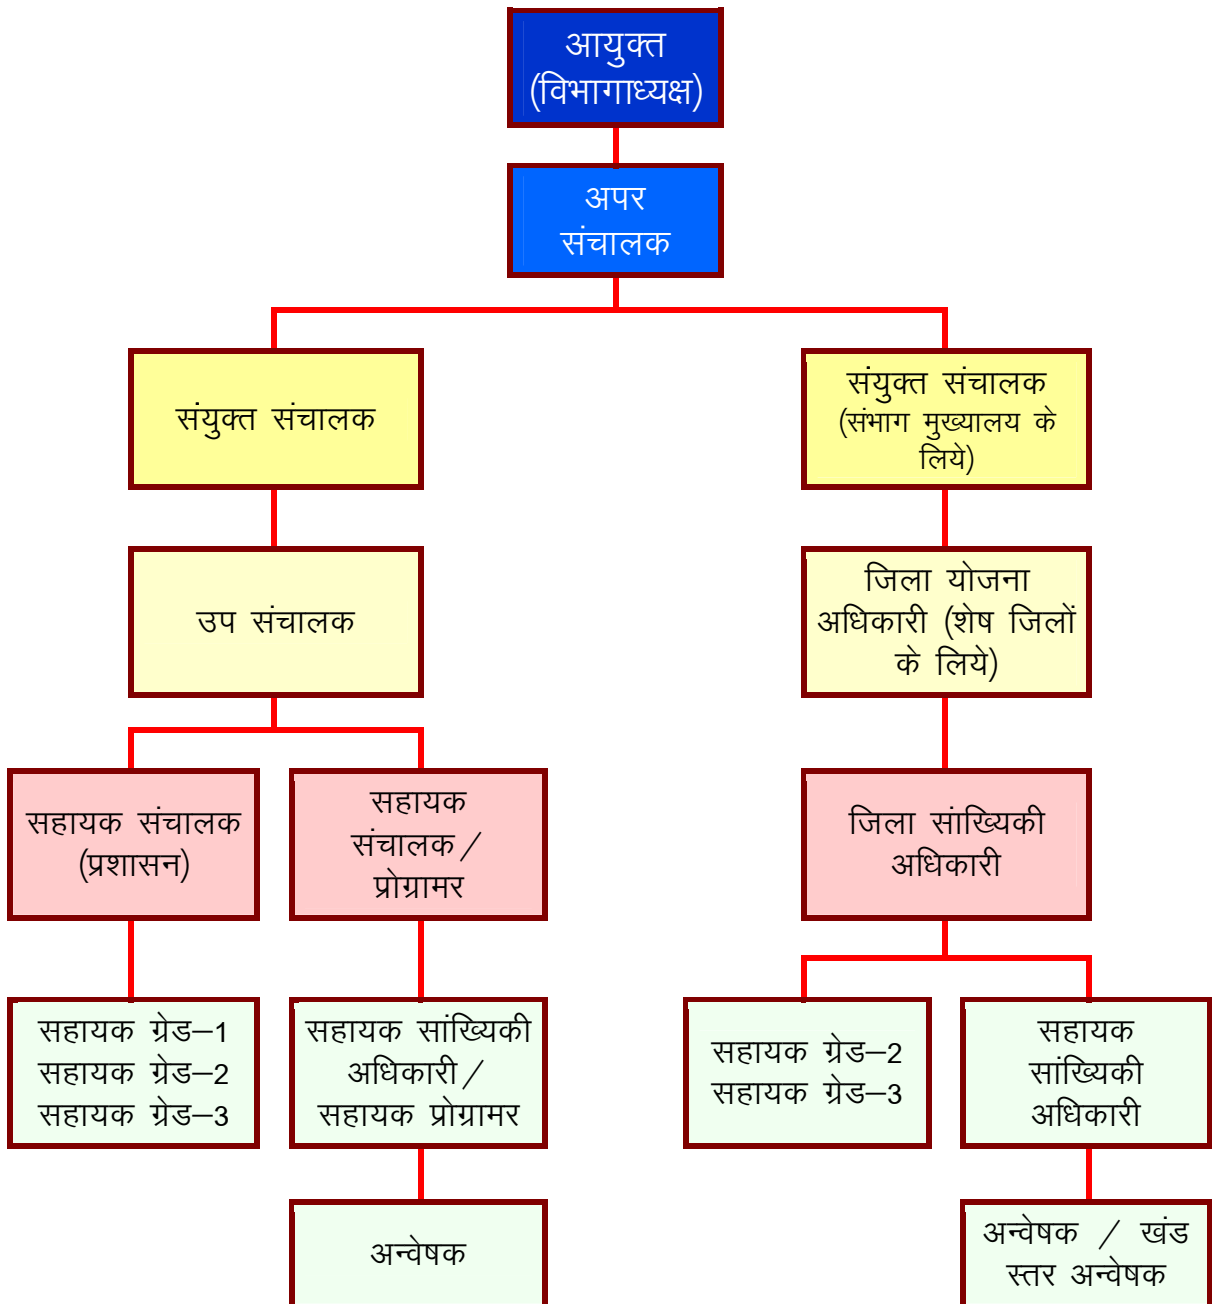 आयुक्त
(विभागाध्यक्ष)
अपर
संचालक
संयुक्त संचालक
संयुक्त संचालक
(संभाग मुख्यालय के
लिये)
उप संचालक
जिला योजना
अधिकारी (शेष जिलों
के लिये)
सहायक संचालक
(प्रशासन)
सहायक
संचालक/
प्रोग्रामर
जिला सांख्यिकी
अधिकारी
सहायक ग्रेड–1
सहायक ग्रेड–2
सहायक ग्रेड–3
सहायक सांख्यिकी
अधिकारी/
सहायक प्रोग्रामर
सहायक ग्रेड–2
सहायक ग्रेड–3
सहायक
सांख्यिकी
अधिकारी
अन्वेषक
अन्वेषक / खंड
स्तर अन्वेषक